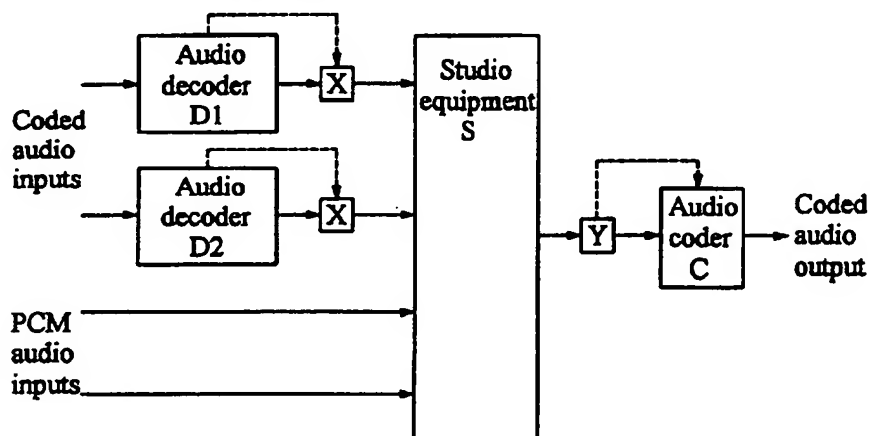 Coded
audio
inputs
Audio
decoder
D1
X
Audio
decoder
D2
X
PCM
audio
inputs
Studio
equipment
S
Y
Audio
coder
C
Coded
audio
output